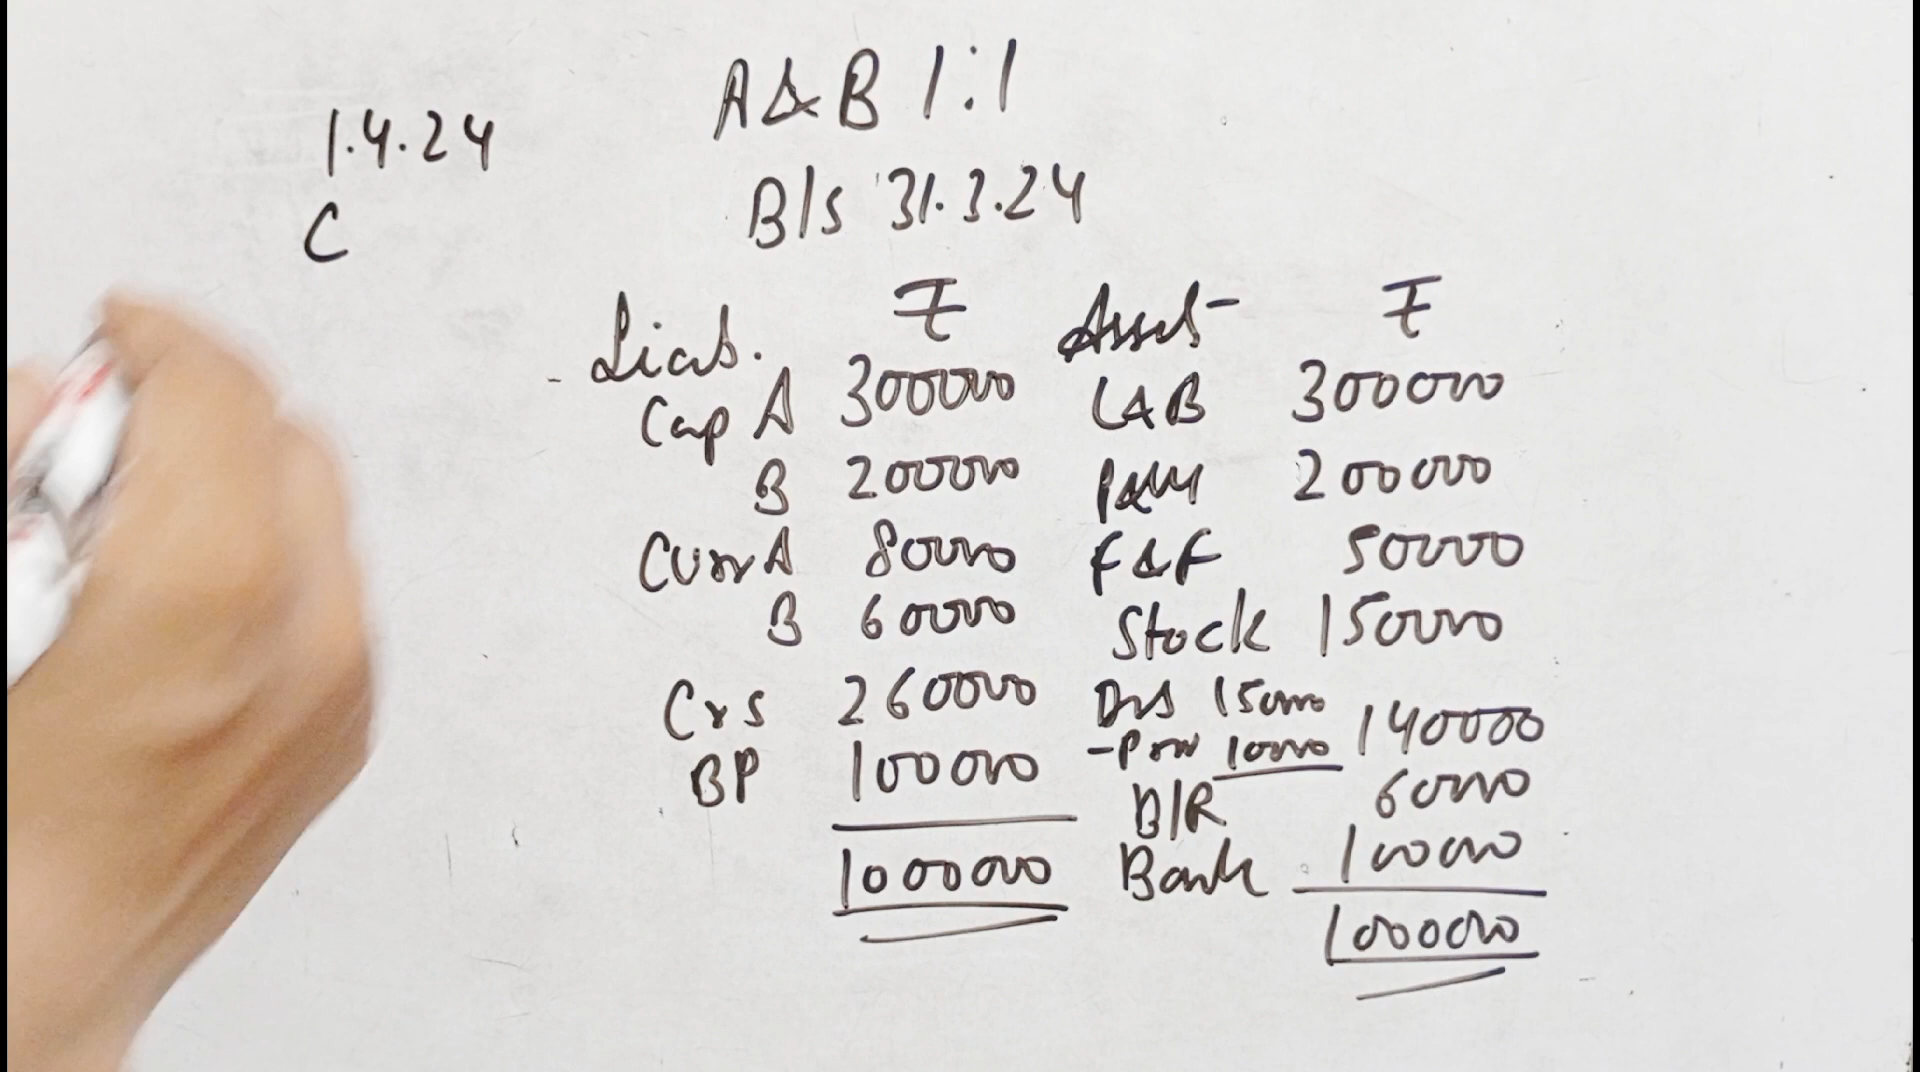 A & B 1:1
1.4.24
C
B/s 31.3.24
Liab. ₹ Asset ₹
Cap A 300000 L&B 300000
B 200000 P&M 200000
Curr A 80000 F&F 50000
B 60000 Stock 150000
Crs 260000 Drs 150000
-Prov 10000 140000
BP 100000 B/R 60000
Bank 100000
1000000 1000000